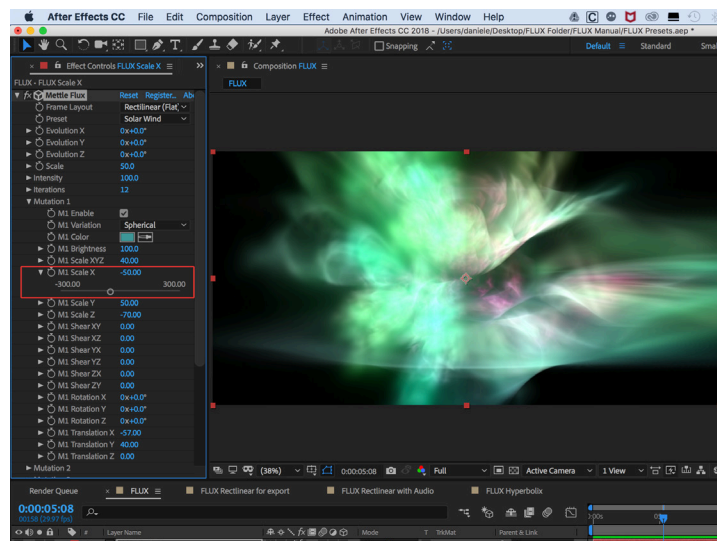 After Effects CC File Edit Composition Layer Effect Animation View Window Help
Adobe After Effects CC 2018 - /Users/daniele/Desktop/FLUX Folder/FLUX Manual/FLUX Presets.aep *
Snapping Default Standard Small
Effect Controls FLUX Scale X
Composition FLUX
FLUX - FLUX Scale X
FLUX
fx Mettle Flux Reset Register... Ab
Frame Layout Rectilinear (Flat)
Preset Solar Wind
Evolution X 0x+0.0°
Evolution Y 0x+0.0°
Evolution Z 0x+0.0°
Scale 50.0
Intensity 100.0
Iterations 12
Mutation 1
M1 Enable
M1 Variation Spherical
M1 Color
M1 Brightness 100.0
M1 Scale XYZ 40.00
M1 Scale X -50.00
-300.00 300.00
M1 Scale Y 50.00
M1 Scale Z -70.00
M1 Shear XY 0.00
M1 Shear XZ 0.00
M1 Shear YX 0.00
M1 Shear YZ 0.00
M1 Shear ZX 0.00
M1 Shear ZY 0.00
M1 Rotation X 0x+0.0°
M1 Rotation Y 0x+0.0°
M1 Rotation Z 0x+0.0°
M1 Translation X -57.00
M1 Translation Y 40.00
M1 Translation Z 0.00
Mutation 2
(38%) 0:00:05:08 Full Active Camera 1 View
Render Queue FLUX FLUX Rectlinear for export FLUX Rectlinear with Audio FLUX Hyperbolix
0:00:05:08
00158 (29.97 fps)
# Layer Name fx Mode T TrkMat Parent & Link